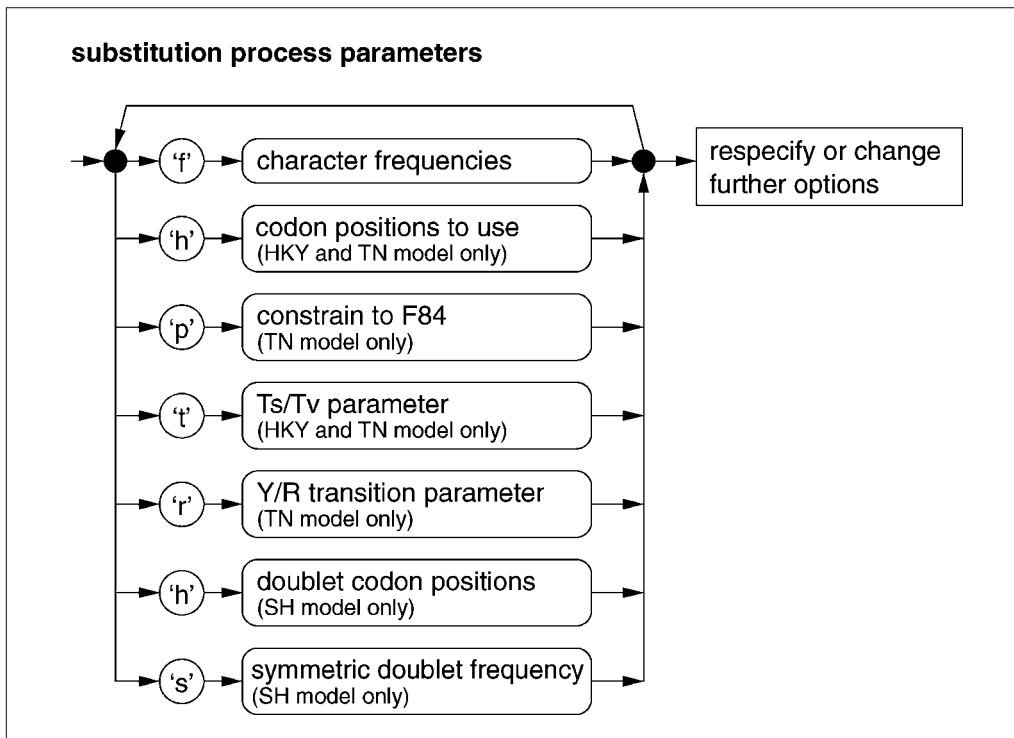 substitution process parameters
‘f’ character frequencies
respecify or change
further options
‘h’ codon positions to use
(HKY and TN model only)
‘p’ constrain to F84
(TN model only)
‘t’ Ts/Tv parameter
(HKY and TN model only)
‘r’ Y/R transition parameter
(TN model only)
‘h’ doublet codon positions
(SH model only)
‘s’ symmetric doublet frequency
(SH model only)